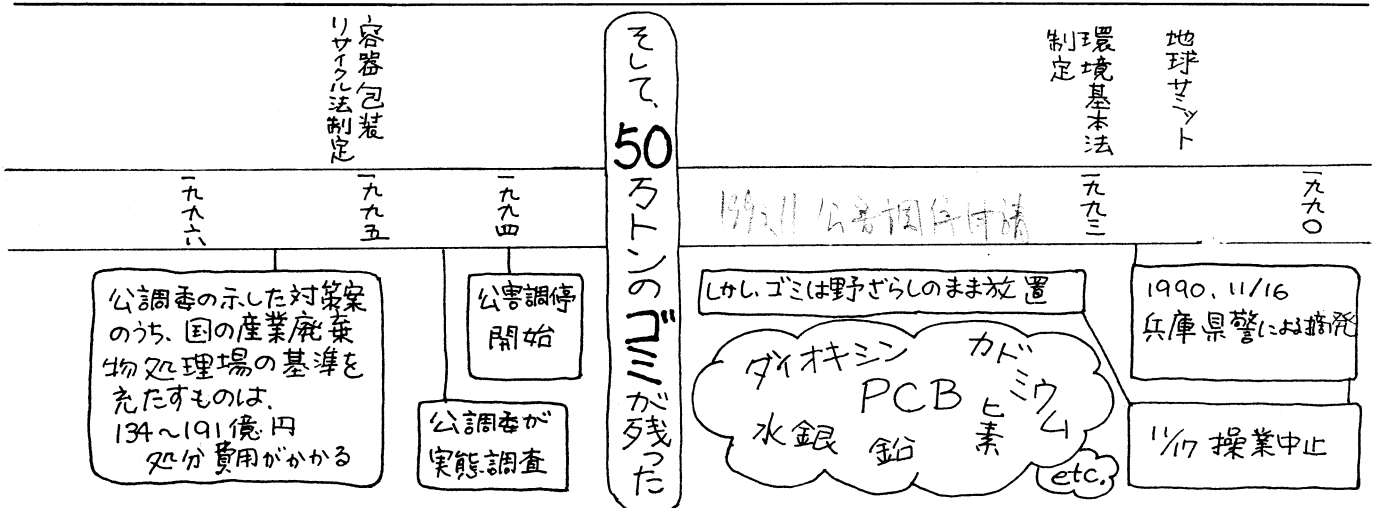 地球サミット
環境基本法
制定
そして、50万トンのゴミが残った
容器包装
リサイクル法制定
一九九〇
一九九三
1993.11 公害調停申請
一九九四
一九九五
一九九六
1990.11/16
兵庫県警による摘発
11/17 操業中止
しかし、ゴミは野ざらしのまま放置
ダイオキシン
カドミウム
PCB
ヒ素
水銀
鉛
etc.
公害調停
開始
公調委が
実態調査
公調委の示した対策案
のうち、国の産業廃棄
物処理場の基準を
充たすものは、
134〜191億円
処分費用がかかる